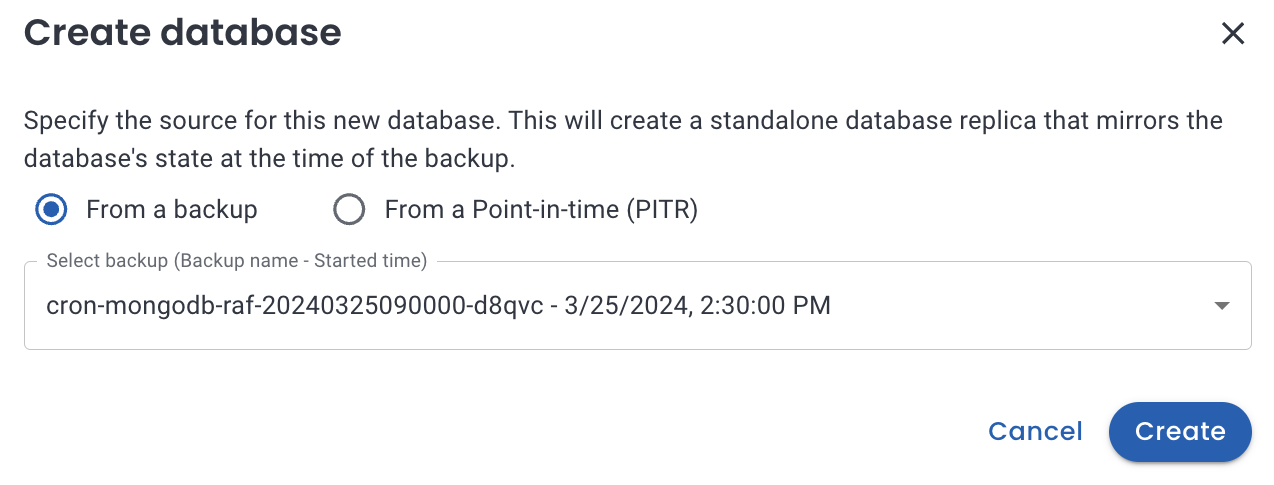 Create database
Specify the source for this new database. This will create a standalone database replica that mirrors the
database's state at the time of the backup.
From a backup From a Point-in-time (PITR)
Select backup (Backup name - Started time)
cron-mongodb-raf-20240325090000-d8qvc - 3/25/2024, 2:30:00 PM
Cancel Create